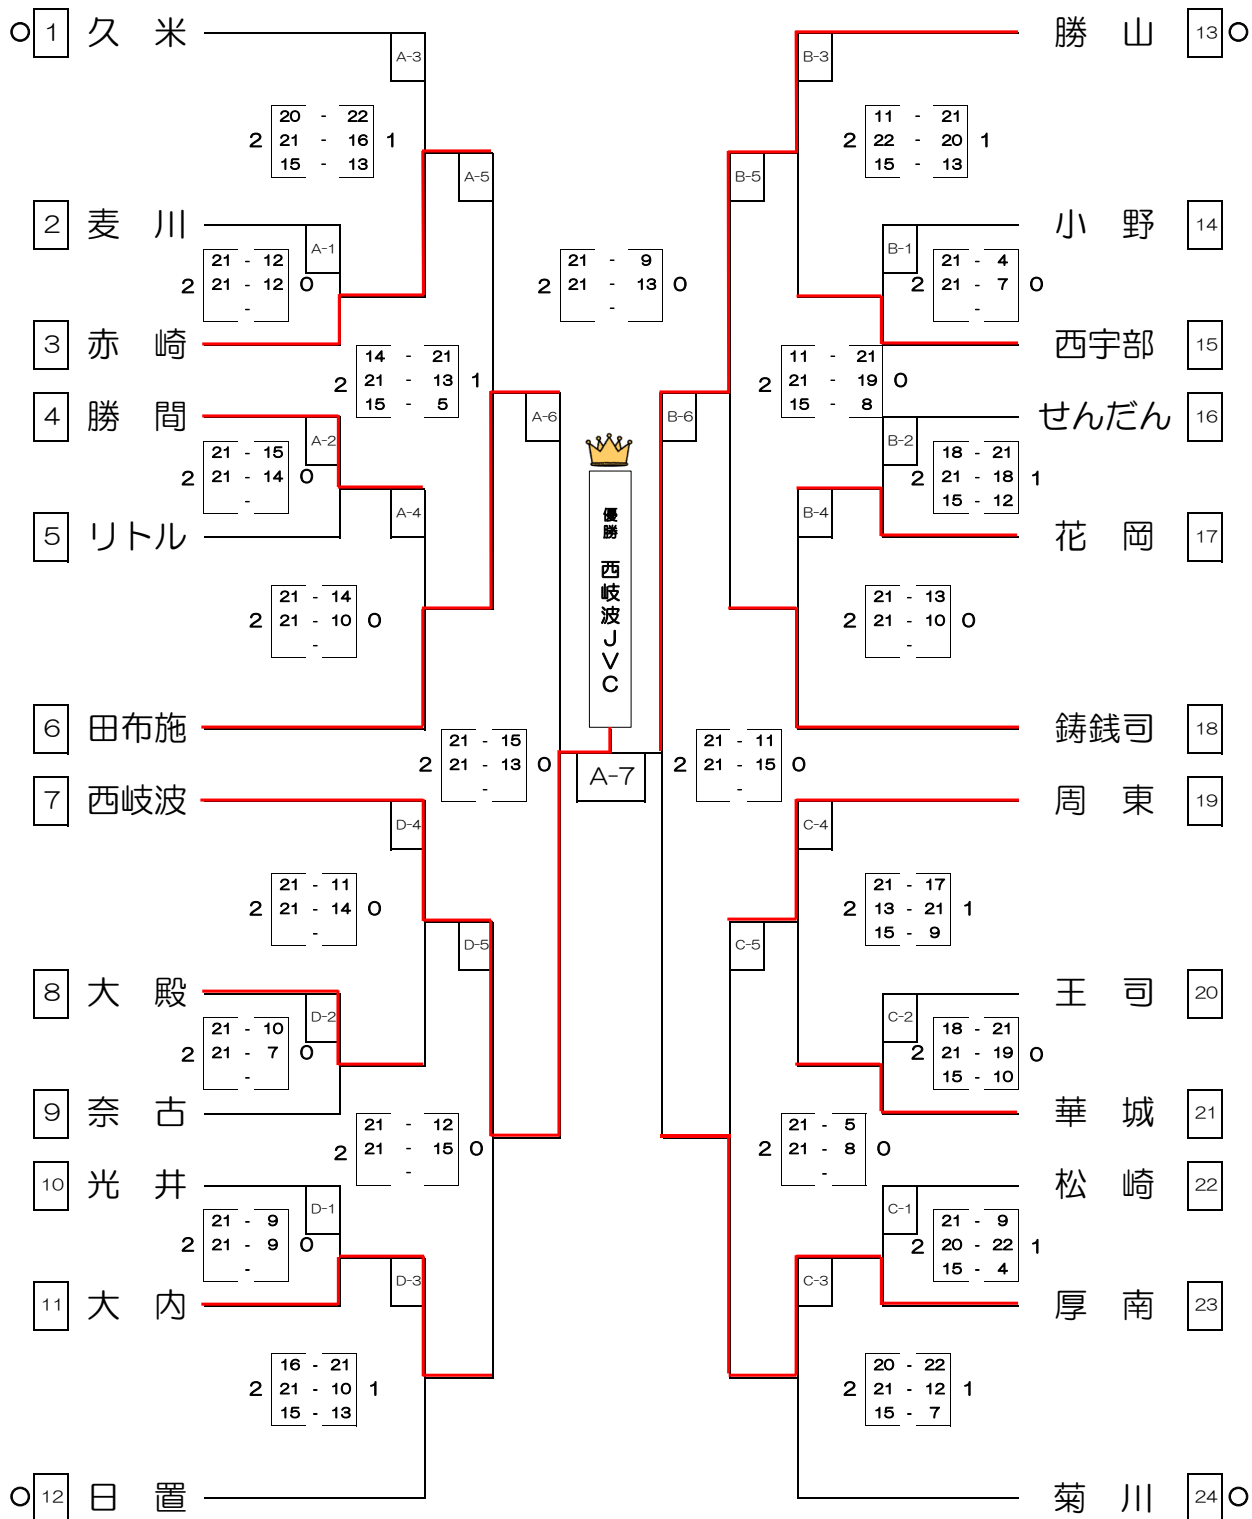 ○ 1 久 米
勝 山 13 ○
A-3
B-3
20 - 22
2 21 - 16 1
15 - 13
11 - 21
2 22 - 20 1
15 - 13
A-5
B-5
2 麦 川
小 野 14
A-1
B-1
21 - 12
2 21 - 12 0
-
21 - 9
2 21 - 13 0
-
21 - 4
2 21 - 7 0
-
3 赤 崎
西宇部 15
14 - 21
2 21 - 13 1
15 - 5
11 - 21
2 21 - 19 0
15 - 8
4 勝 間
せんだん 16
A-6
B-6
A-2
B-2
21 - 15
2 21 - 14 0
-
18 - 21
2 21 - 18 1
15 - 12
A-4
B-4
5 リトル
花 岡 17
優勝 西岐波JVC
21 - 14
2 21 - 10 0
-
21 - 13
2 21 - 10 0
-
6 田布施
鋳銭司 18
21 - 15
2 21 - 13 0
-
A-7
21 - 11
2 21 - 15 0
-
7 西岐波
周 東 19
D-4
C-4
21 - 11
2 21 - 14 0
-
21 - 17
2 13 - 21 1
15 - 9
D-5
C-5
8 大 殿
王 司 20
D-2
C-2
21 - 10
2 21 - 7 0
-
18 - 21
2 21 - 19 0
15 - 10
9 奈 古
華 城 21
21 - 12
2 21 - 15 0
-
21 - 5
2 21 - 8 0
-
10 光 井
松 崎 22
D-1
C-1
21 - 9
2 21 - 9 0
-
21 - 9
2 20 - 22 1
15 - 4
D-3
C-3
11 大 内
厚 南 23
16 - 21
2 21 - 10 1
15 - 13
20 - 22
2 21 - 12 1
15 - 7
○ 12 日 置
菊 川 24 ○